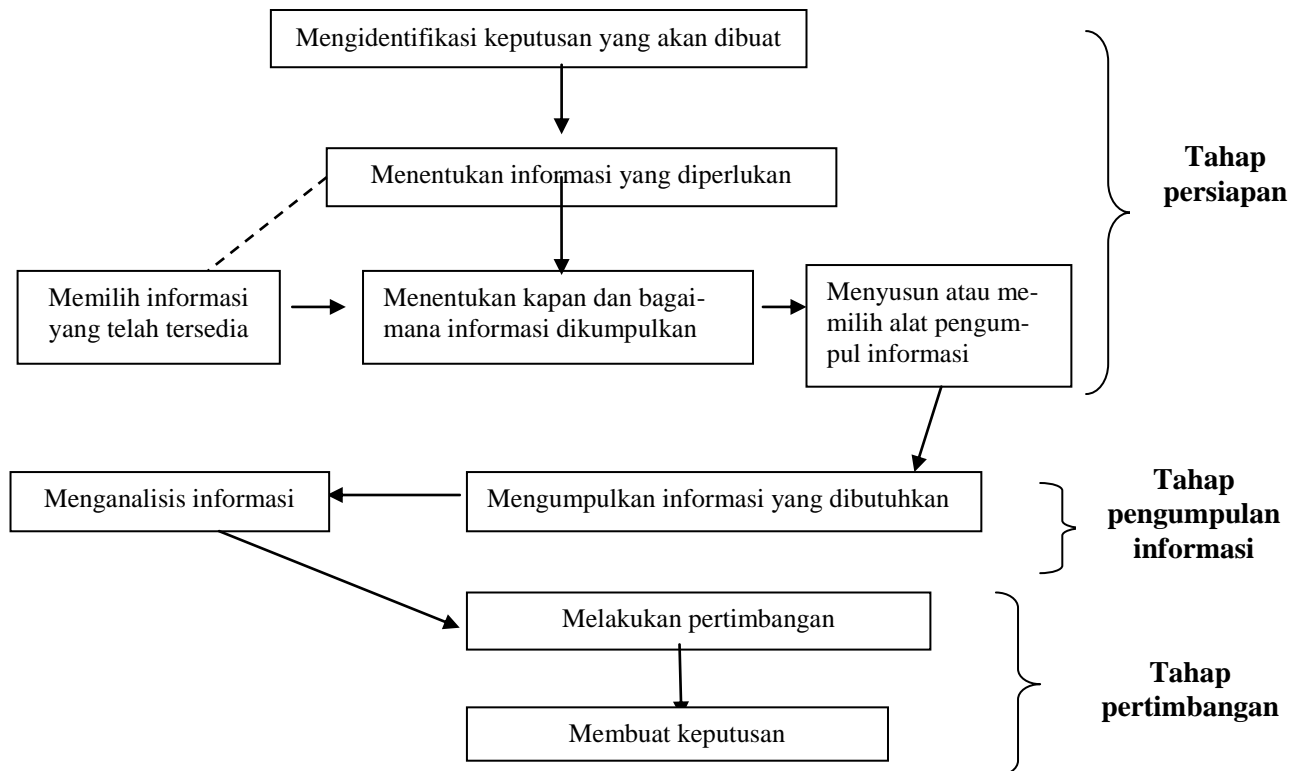 Mengidentifikasi keputusan yang akan dibuat
Menentukan informasi yang diperlukan
Tahap
persiapan
Memilih informasi
yang telah tersedia
Menentukan kapan dan bagai-
mana informasi dikumpulkan
Menyusun atau me-
milih alat pengum-
pul informasi
Menganalisis informasi
Mengumpulkan informasi yang dibutuhkan
Tahap
pengumpulan
informasi
Melakukan pertimbangan
Membuat keputusan
Tahap
pertimbangan